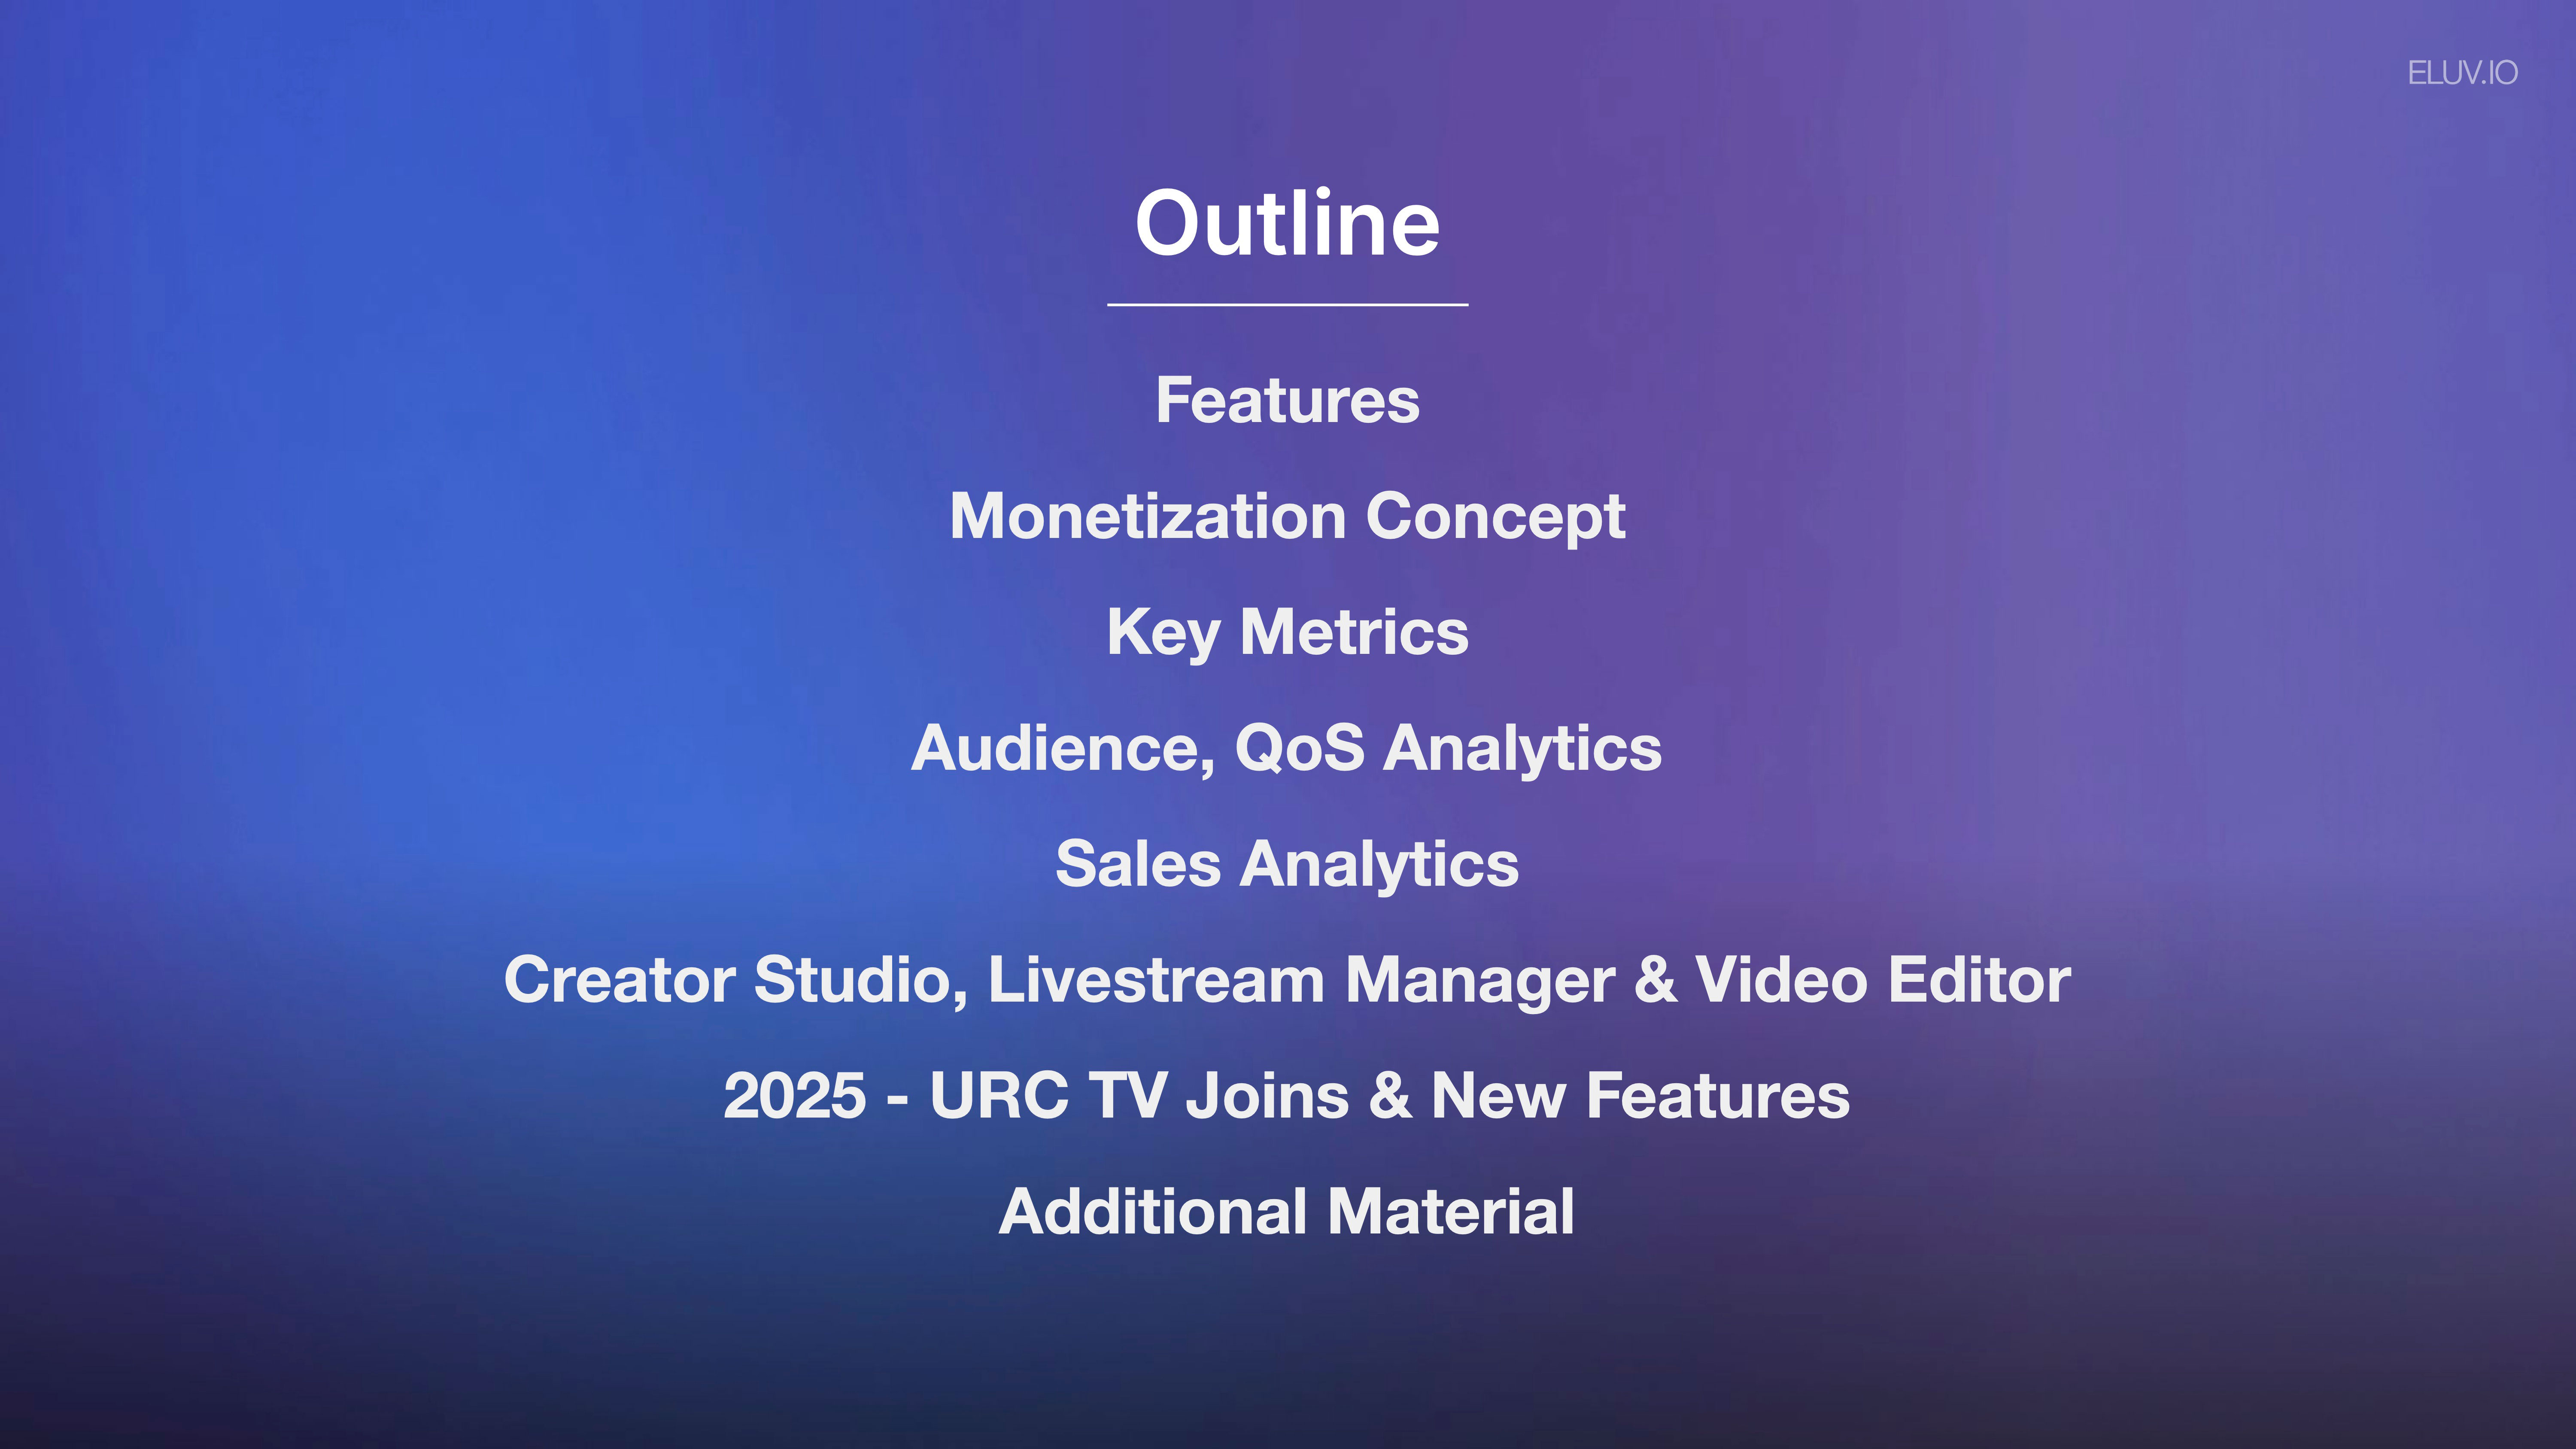 ELUV.IO
Outline
Features
Monetization Concept
Key Metrics
Audience, QoS Analytics
Sales Analytics
Creator Studio, Livestream Manager & Video Editor
2025 - URC TV Joins & New Features
Additional Material